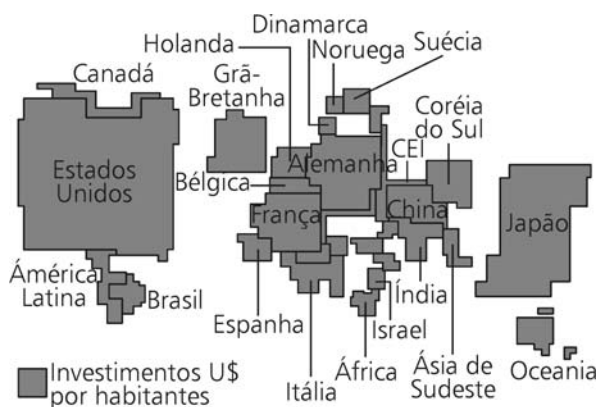 Dinamarca
Holanda
Noruega
Suécia
Canadá
Grã-
Bretanha
Coréia
do Sul
Estados
Unidos
Alemanha
CEI
Bélgica
França
China
Japão
Ámérica
Latina
Brasil
Espanha
Itália
África
Israel
Índia
Ásia de
Sudeste
Oceania
Investimentos U$
por habitantes